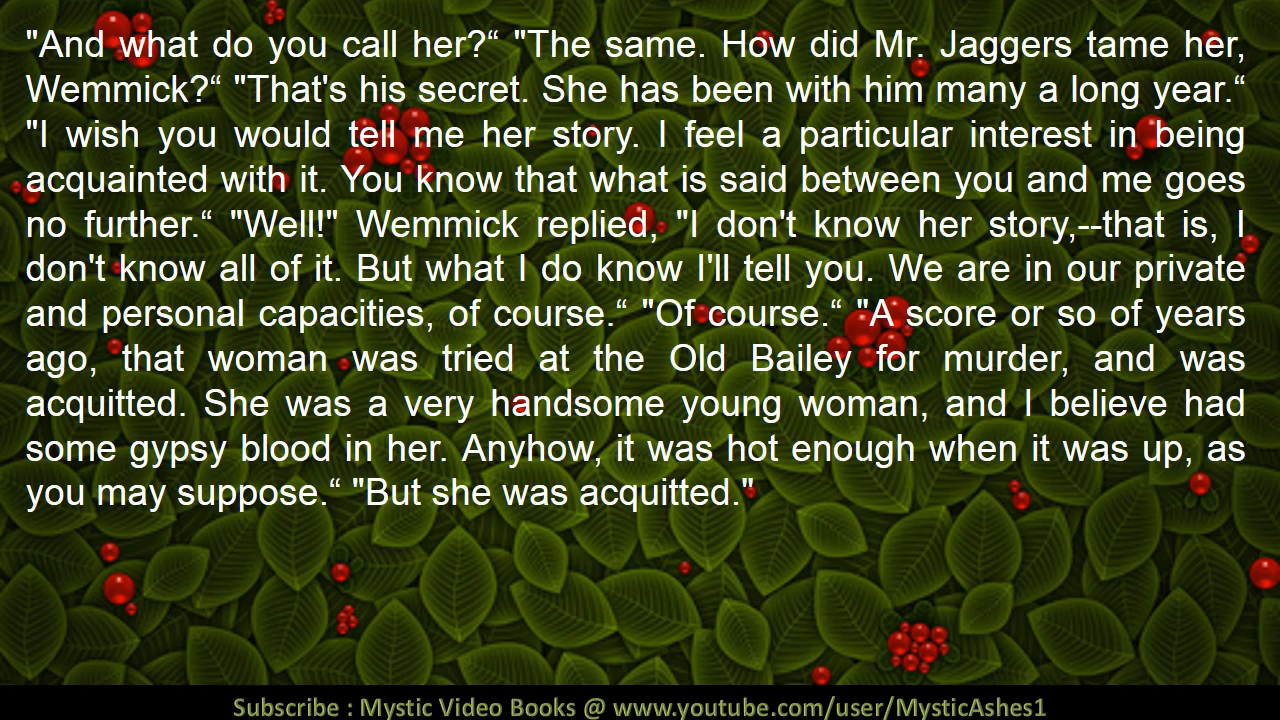 "And what do you call her?“ "The same. How did Mr. Jaggers tame her,
Wemmick?“ "That's his secret. She has been with him many a long year.“
"I wish you would tell me her story. I feel a particular interest in being
acquainted with it. You know that what is said between you and me goes
no further.“ "Well!" Wemmick replied, "I don't know her story,--that is, I
don't know all of it. But what I do know I'll tell you. We are in our private
and personal capacities, of course.“ "Of course.“ "A score or so of years
ago, that woman was tried at the Old Bailey for murder, and was
acquitted. She was a very handsome young woman, and I believe had
some gypsy blood in her. Anyhow, it was hot enough when it was up, as
you may suppose.“ "But she was acquitted."
Subscribe : Mystic Video Books @ www.youtube.com/user/MysticAshes1